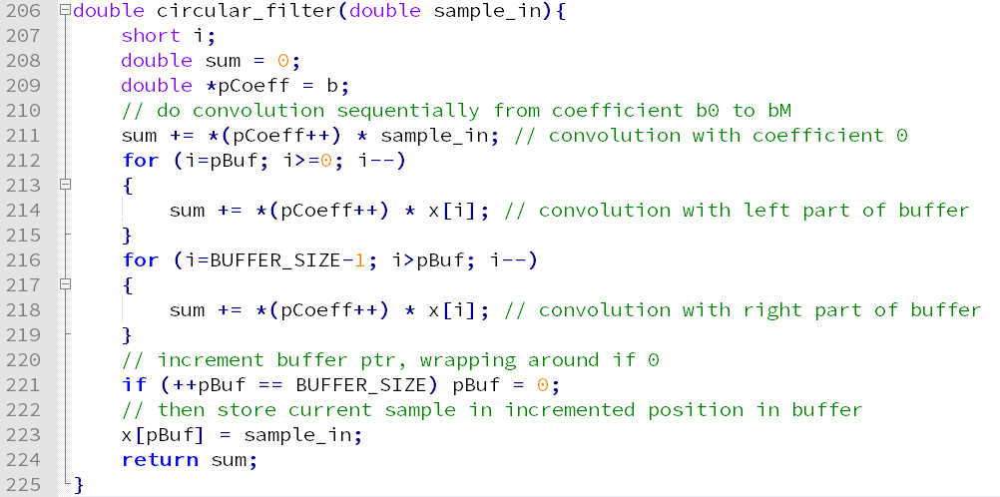 206 double circular_filter(double sample_in){
207     short i;
208     double sum = 0;
209     double *pCoeff = b;
210     // do convolution sequentially from coefficient b0 to bM
211     sum += *(pCoeff++) * sample_in; // convolution with coefficient 0
212     for (i=pBuf; i>=0; i--)
213     {
214         sum += *(pCoeff++) * x[i]; // convolution with left part of buffer
215     }
216     for (i=BUFFER_SIZE-1; i>pBuf; i--)
217     {
218         sum += *(pCoeff++) * x[i]; // convolution with right part of buffer
219     }
220     // increment buffer ptr, wrapping around if 0
221     if (++pBuf == BUFFER_SIZE) pBuf = 0;
222     // then store current sample in incremented position in buffer
223     x[pBuf] = sample_in;
224     return sum;
225 }